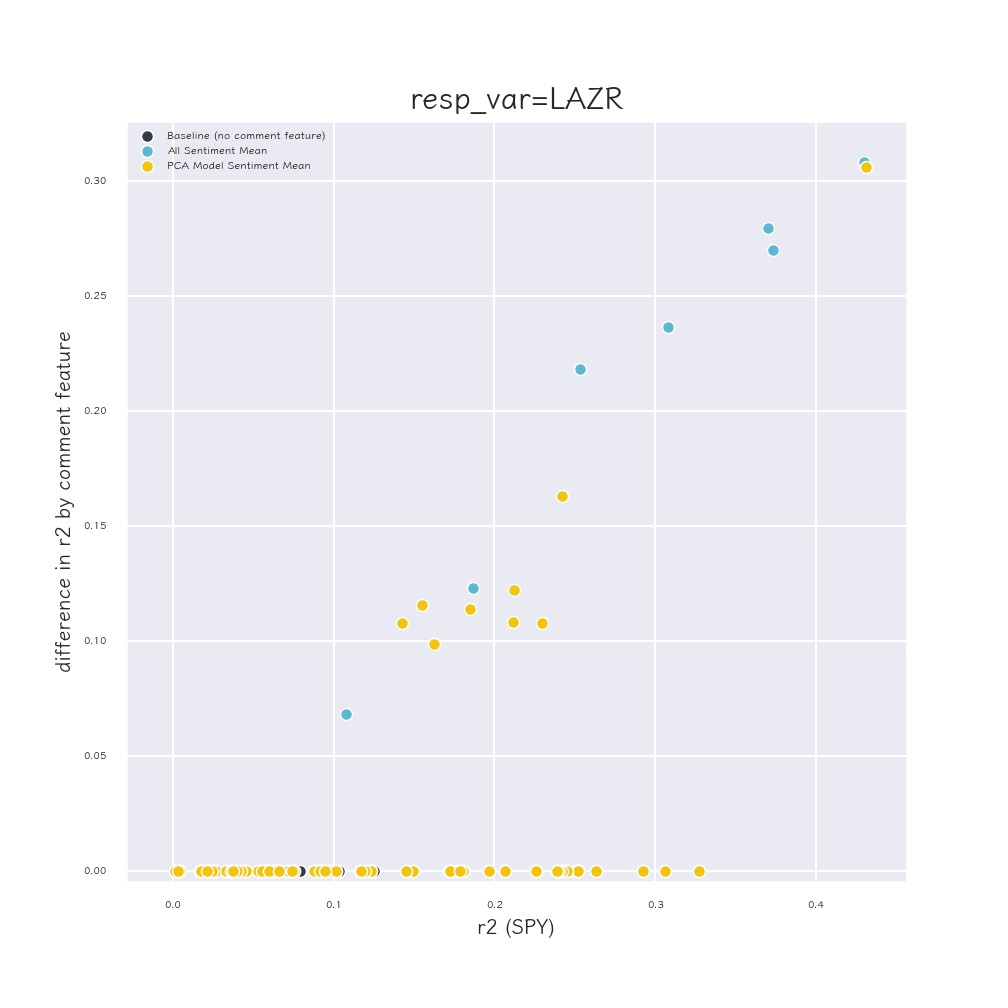 resp_var=LAZR
Baseline (no comment feature)
All Sentiment Mean
PCA Model Sentiment Mean
0.30
0.25
0.20
0.15
0.10
0.05
0.00
difference in r2 by comment feature
0.0 0.1 0.2 0.3 0.4
r2 (SPY)